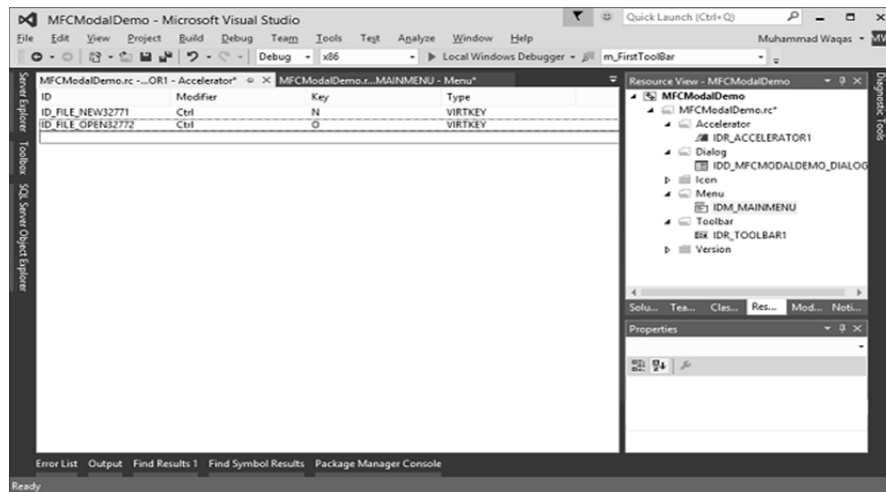 MFCModalDemo - Microsoft Visual Studio
Quick Launch (Ctrl+Q)
File Edit View Project Build Debug Team Tools Test Analyze Window Help
Muhammad Waqas
MW
Debug x86 Local Windows Debugger m_FirstToolBar
Server Explorer
Toolbox
SQL Server Object Explorer
MFCModalDemo.rc -...OR1 - Accelerator*
MFCModalDemo.r...MAINMENU - Menu*
ID Modifier Key Type
ID_FILE_NEW32771 Ctrl N VIRTKEY
ID_FILE_OPEN32772 Ctrl O VIRTKEY
Resource View - MFCModalDemo
MFCModalDemo
MFCModalDemo.rc*
Accelerator
IDR_ACCELERATOR1
Dialog
IDD_MFCMODALDEMO_DIALOG
Icon
Menu
IDM_MAINMENU
Toolbar
IDR_TOOLBAR1
Version
Solu... Tea... Clas... Res... Mod... Noti...
Properties
Diagnostic Tools
Error List Output Find Results 1 Find Symbol Results Package Manager Console
Ready